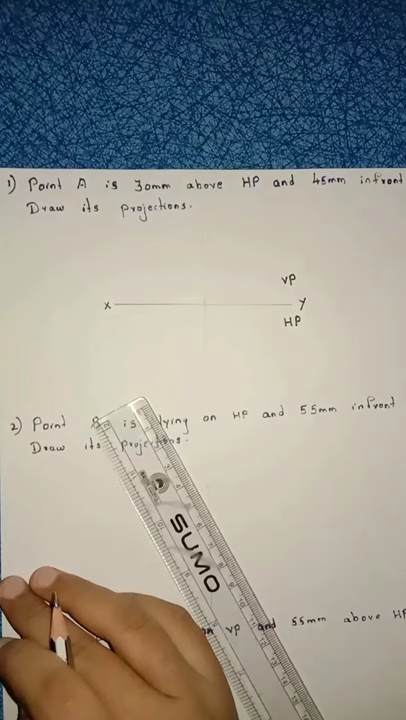 1) Point A is 30mm above HP and 45mm infront
Draw its projections.
VP
X Y
HP
2) Point is lying on HP and 55mm infront
Draw its projections.
SUMO
on VP and 55mm above HP